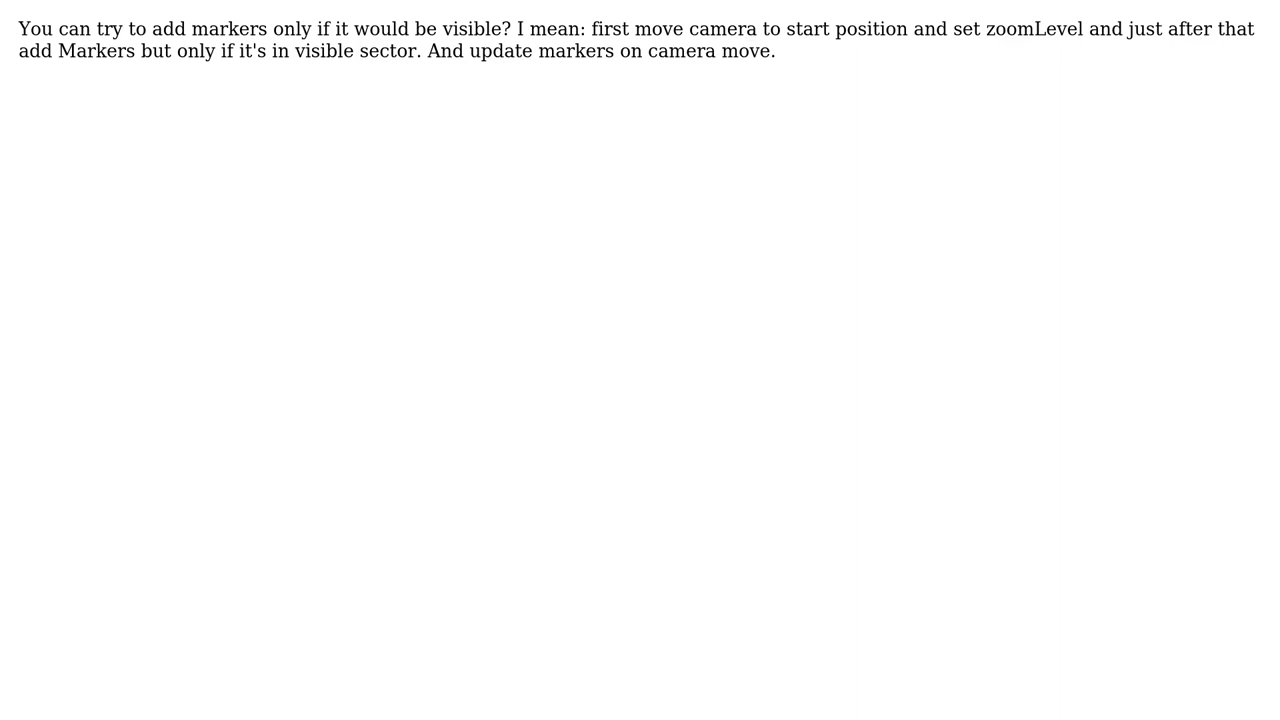 You can try to add markers only if it would be visible? I mean: first move camera to start position and set zoomLevel and just after that
add Markers but only if it's in visible sector. And update markers on camera move.